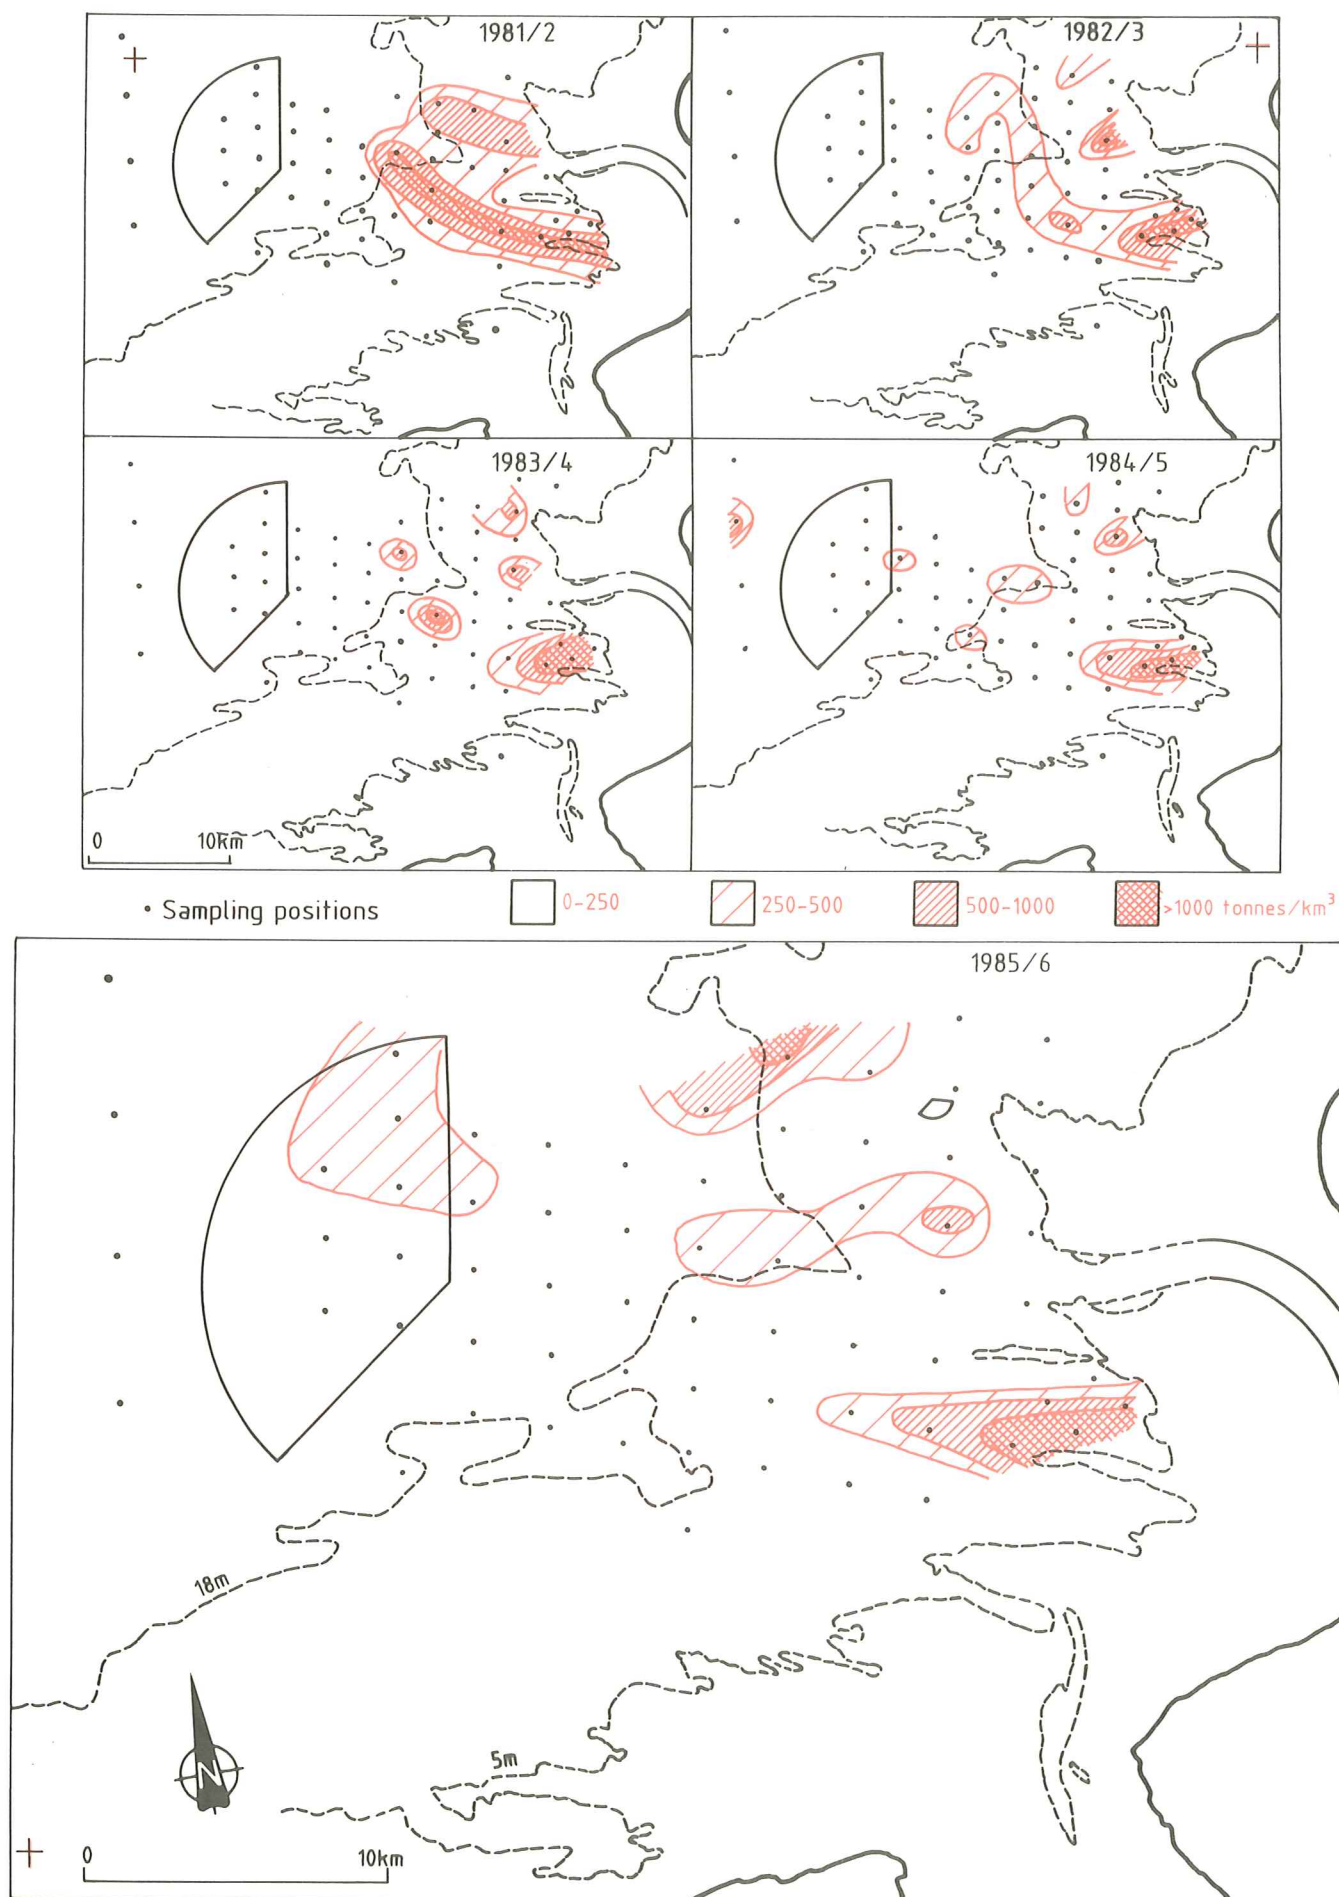 1981/2
1982/3
1983/4
1984/5
0 10km
• Sampling positions
0-250
250-500
500-1000
>1000 tonnes/km³
1985/6
18m
5m
N
0 10km